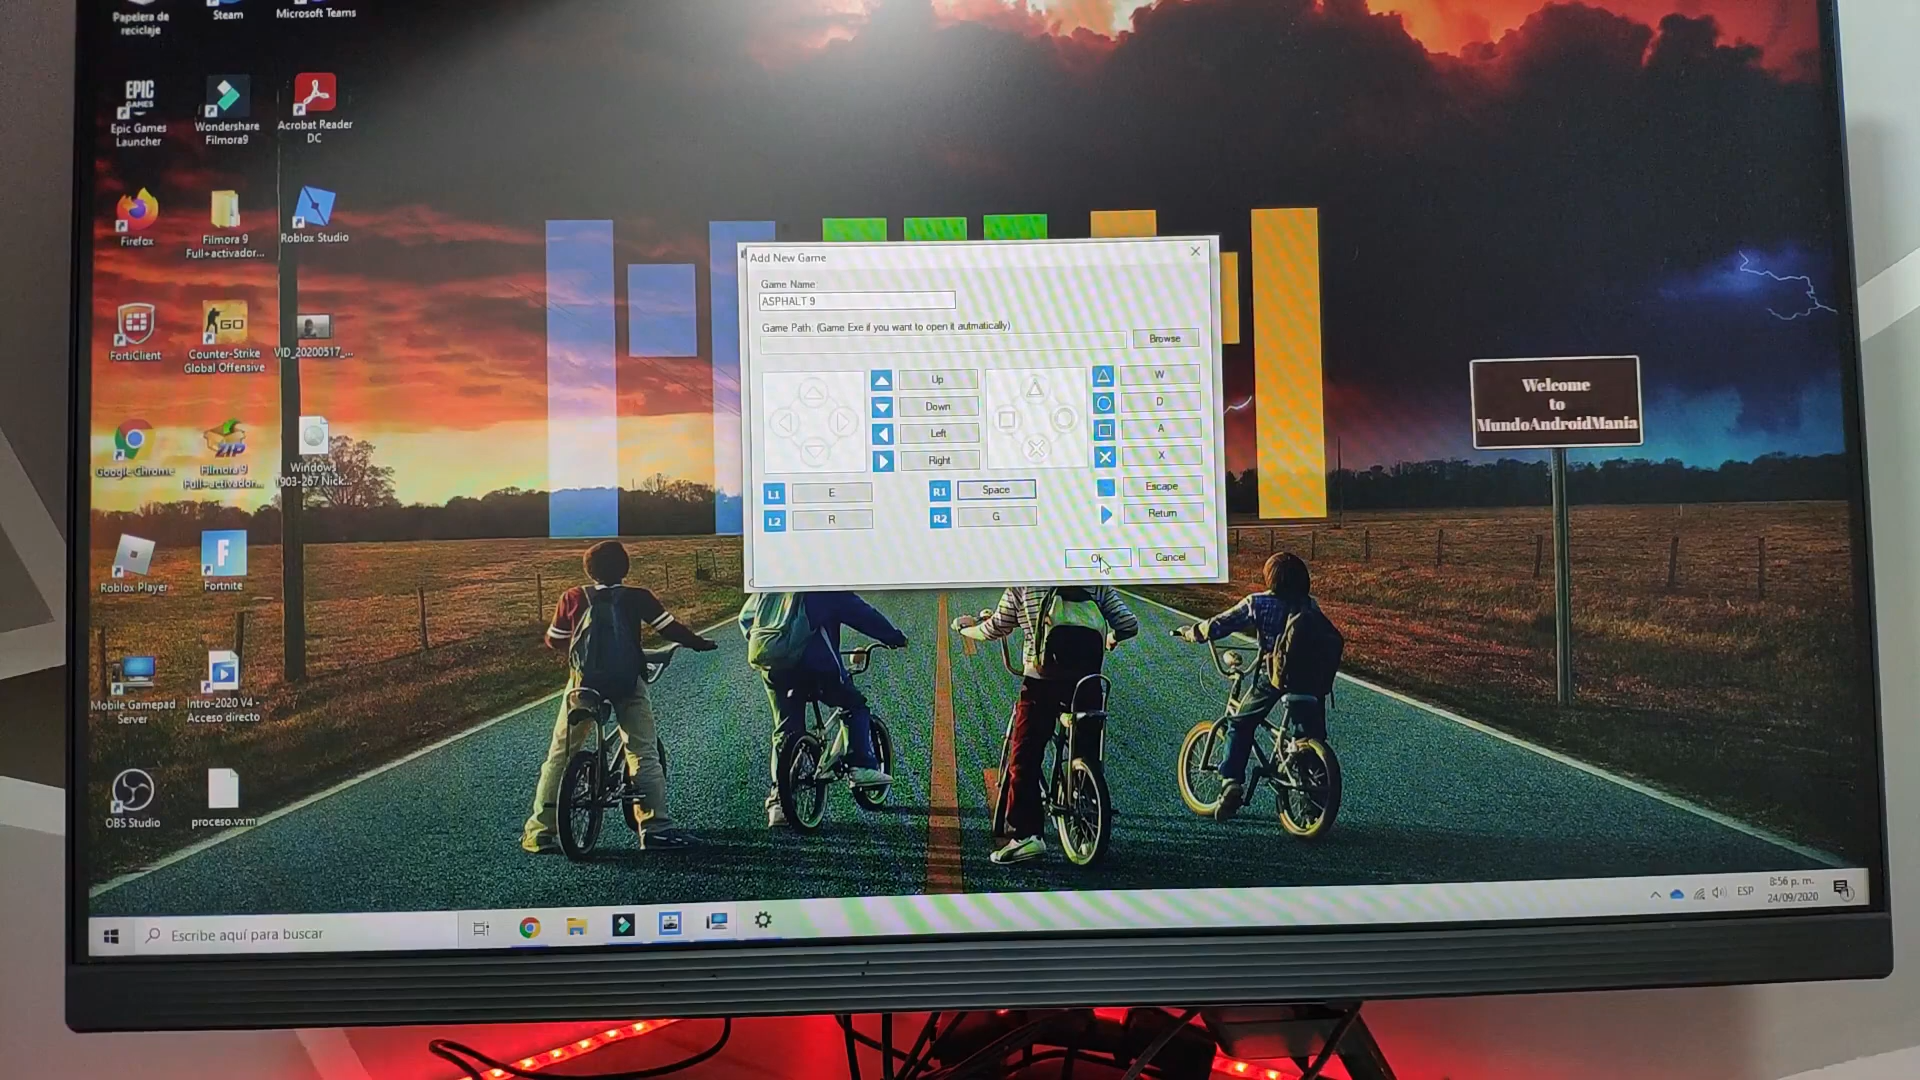 Papelera de
reciclaje
Steam
Microsoft Teams
EPIC
GAMES
Epic Games
Launcher
Wondershare
Filmora9
Acrobat Reader
DC
Firefox
Filmora 9
Full+activador...
Roblox Studio
FortiClient
GO
Counter-Strike
Global Offensive
VID_20200517_...
Google Chrome
ZIP
Filmora 9
Full+activador...
Windows
1903-267 Nick...
Roblox Player
F
Fortnite
Mobile Gamepad
Server
Intro-2020 V4 -
Acceso directo
OBS Studio
proceso.vxm
Add New Game
Game Name:
ASPHALT 9
Game Path: (Game Exe if you want to open it autmatically)
Browse
Up
Down
Left
Right
W
D
A
X
L1
E
R1
Space
Escape
L2
R
R2
G
Return
Ok
Cancel
Welcome
to
MundoAndroidMania
Escribe aquí para buscar
ESP
8:56 p. m.
24/09/2020